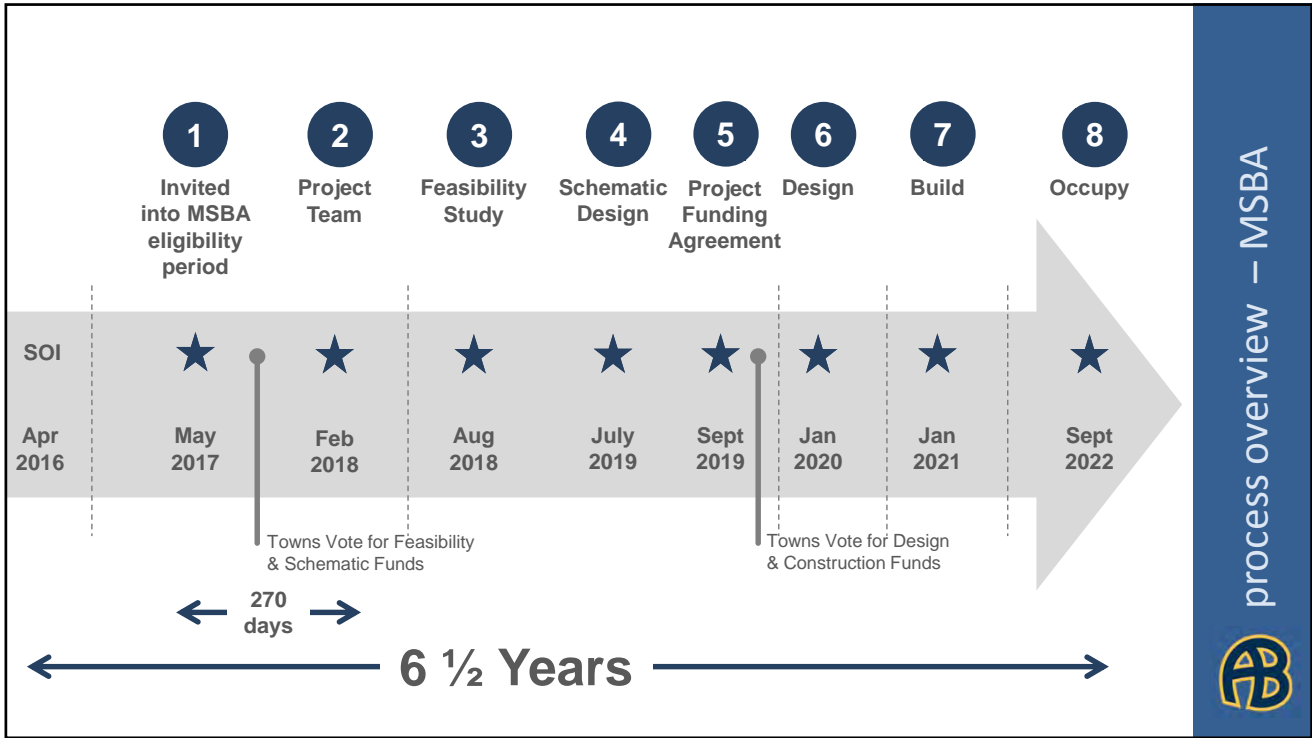 1
2
3
4
5
6
7
8
Invited
into MSBA
eligibility
period
Project
Team
Feasibility
Study
Schematic
Design
Project
Funding
Agreement
Design
Build
Occupy
SOI
Apr
2016
May
2017
Feb
2018
Aug
2018
July
2019
Sept
2019
Jan
2020
Jan
2021
Sept
2022
Towns Vote for Feasibility
& Schematic Funds
Towns Vote for Design
& Construction Funds
270
days
6 ½ Years
process overview – MSBA
AB